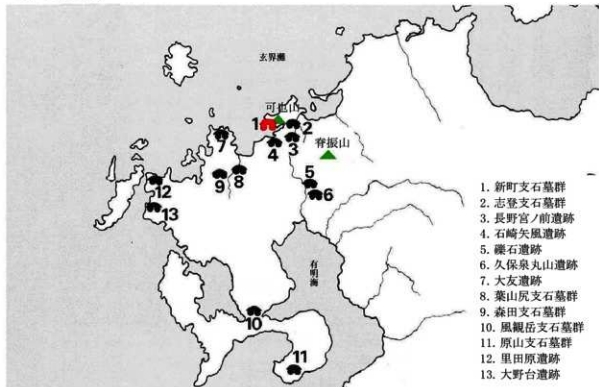 玄界灘
可也山
1
2
3
4
脊振山
7
9
8
5
6
12
13
有明海
10
11
1. 新町支石墓群
2. 志登支石墓群
3. 長野宮ノ前遺跡
4. 石崎矢風遺跡
5. 礫石遺跡
6. 久保泉丸山遺跡
7. 大友遺跡
8. 葉山尻支石墓群
9. 森田支石墓群
10. 風観岳支石墓群
11. 原山支石墓群
12. 里田原遺跡
13. 大野台遺跡